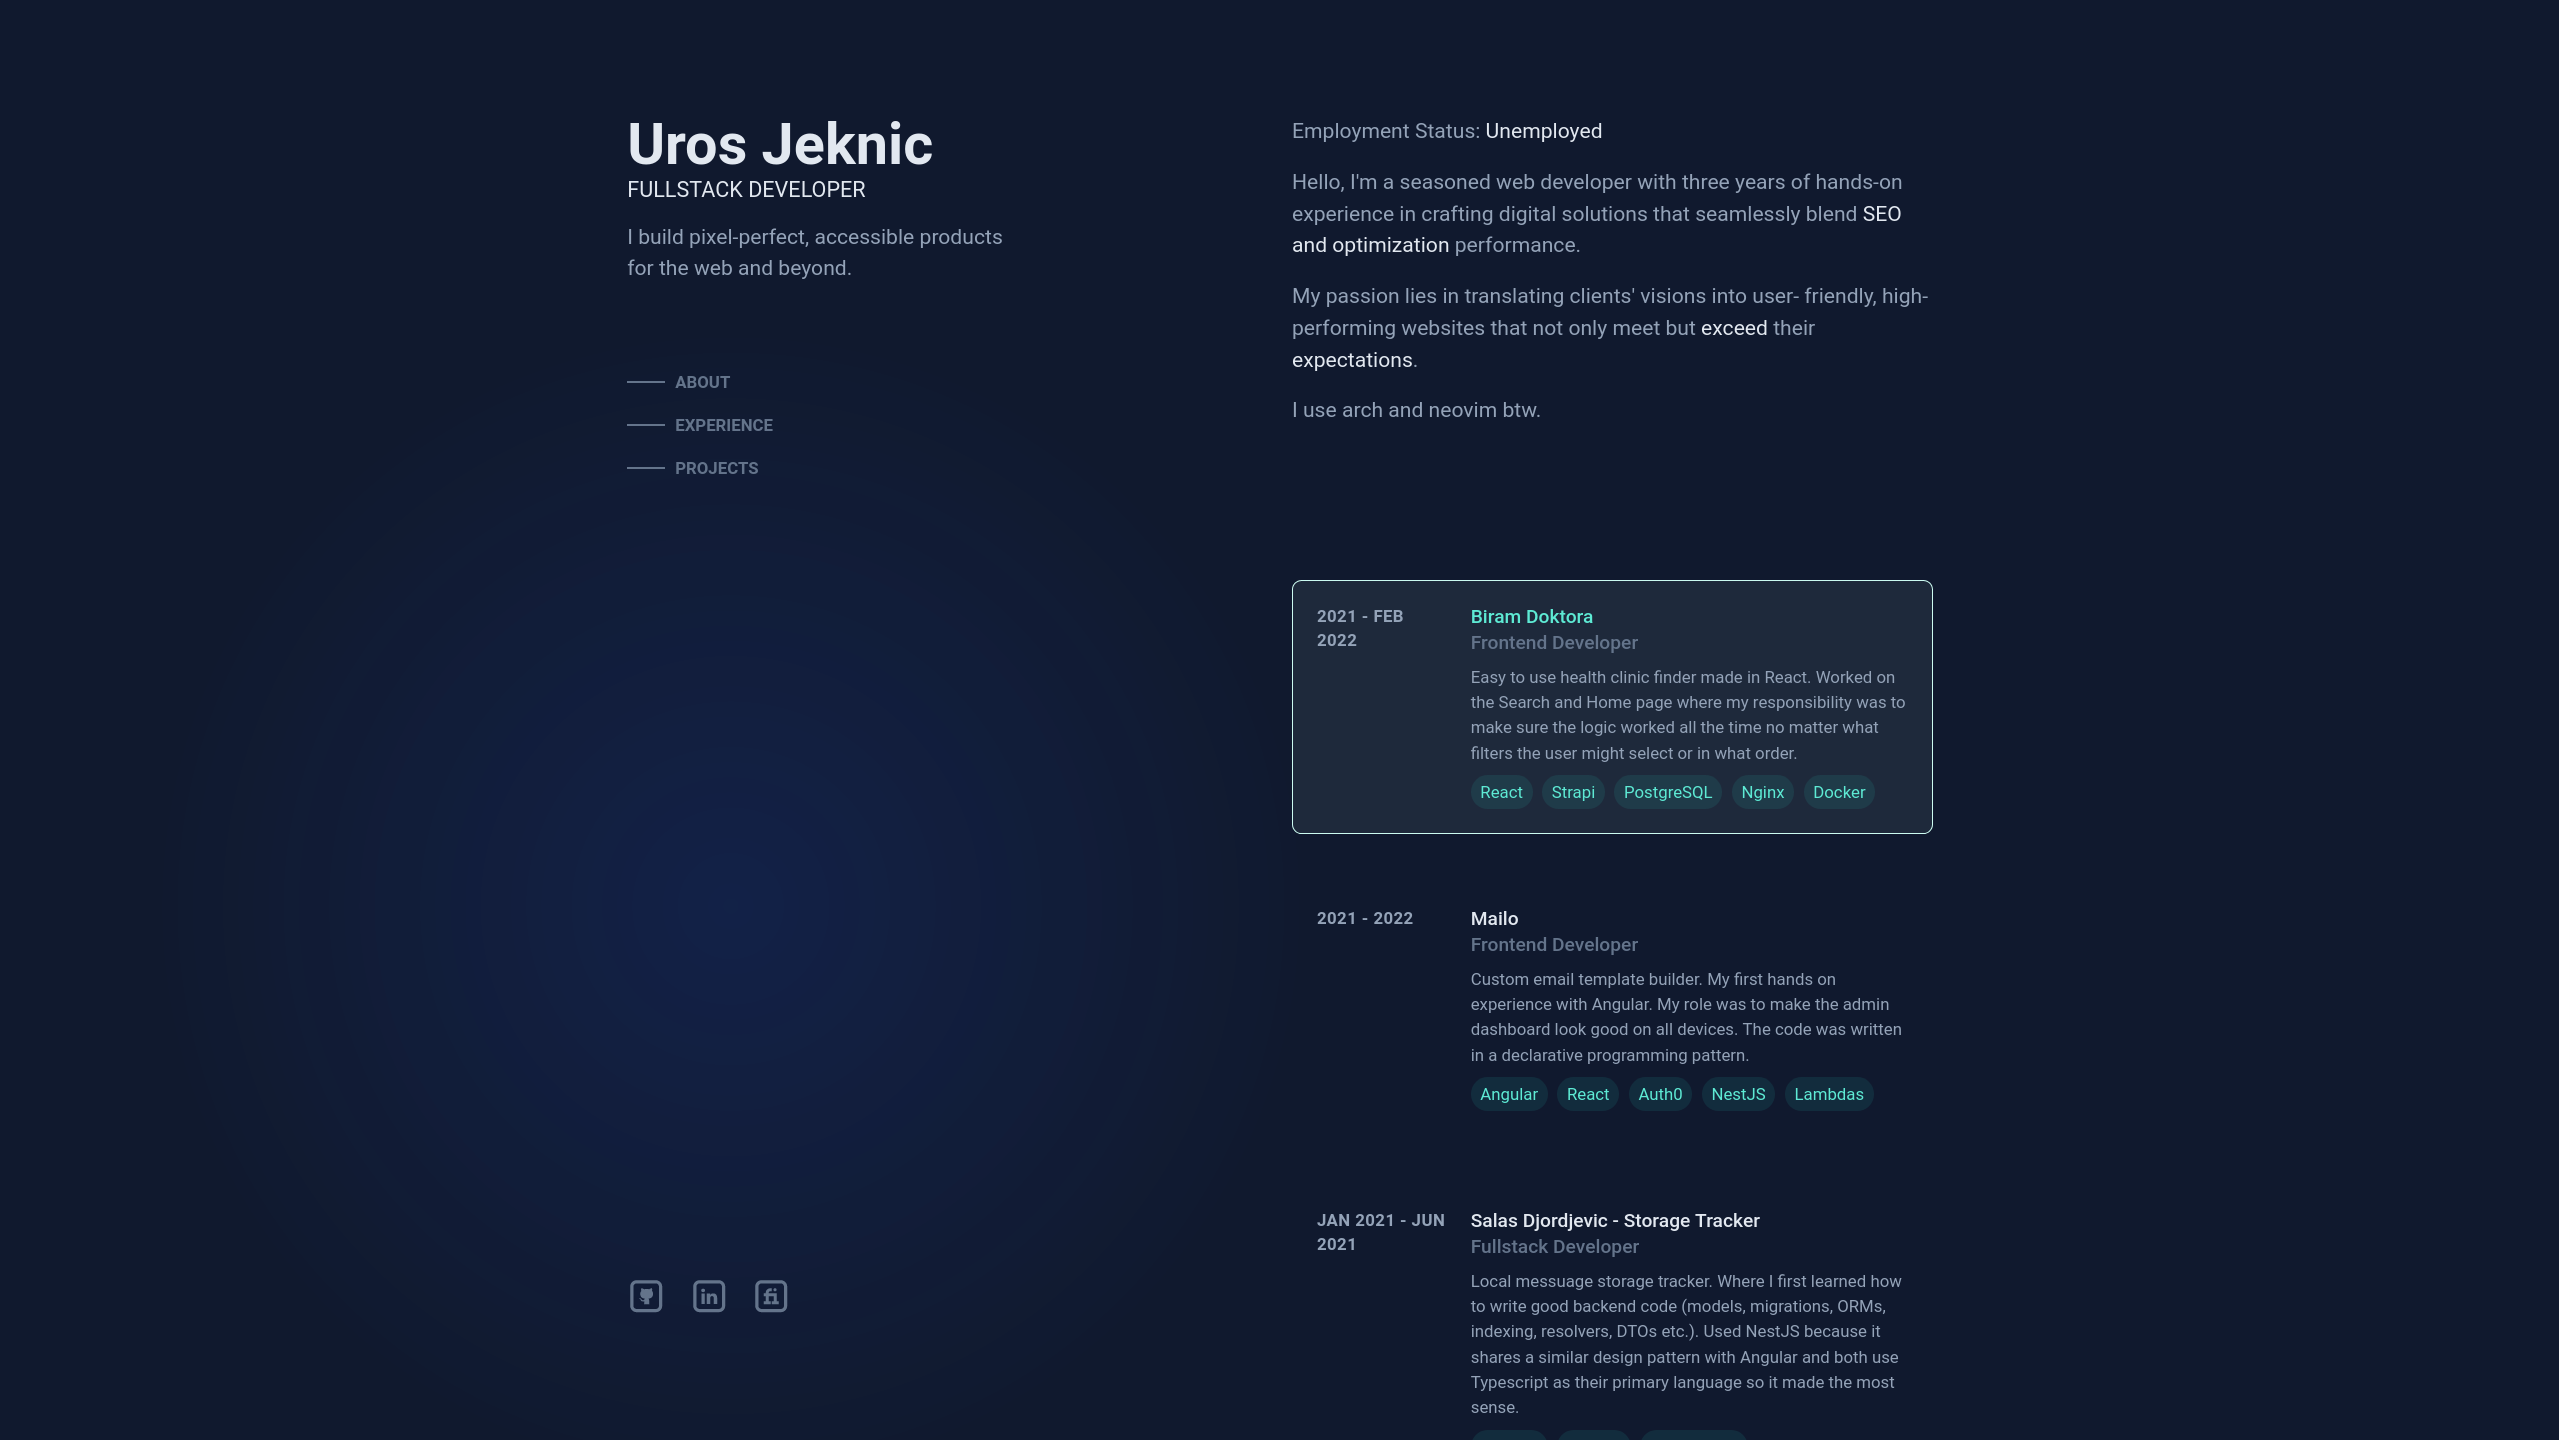 Uros Jeknic
FULLSTACK DEVELOPER
I build pixel-perfect, accessible products
for the web and beyond.
ABOUT
EXPERIENCE
PROJECTS
in
fi
Employment Status: Unemployed
Hello, I'm a seasoned web developer with three years of hands-on
experience in crafting digital solutions that seamlessly blend SEO
and optimization performance.
My passion lies in translating clients' visions into user- friendly, high-
performing websites that not only meet but exceed their
expectations.
I use arch and neovim btw.
2021 - FEB
2022
Biram Doktora
Frontend Developer
Easy to use health clinic finder made in React. Worked on
the Search and Home page where my responsibility was to
make sure the logic worked all the time no matter what
filters the user might select or in what order.
React Strapi PostgreSQL Nginx Docker
2021 - 2022
Mailo
Frontend Developer
Custom email template builder. My first hands on
experience with Angular. My role was to make the admin
dashboard look good on all devices. The code was written
in a declarative programming pattern.
Angular React Auth0 NestJS Lambdas
JAN 2021 - JUN
2021
Salas Djordjevic - Storage Tracker
Fullstack Developer
Local messuage storage tracker. Where I first learned how
to write good backend code (models, migrations, ORMs,
indexing, resolvers, DTOs etc.). Used NestJS because it
shares a similar design pattern with Angular and both use
Typescript as their primary language so it made the most
sense.